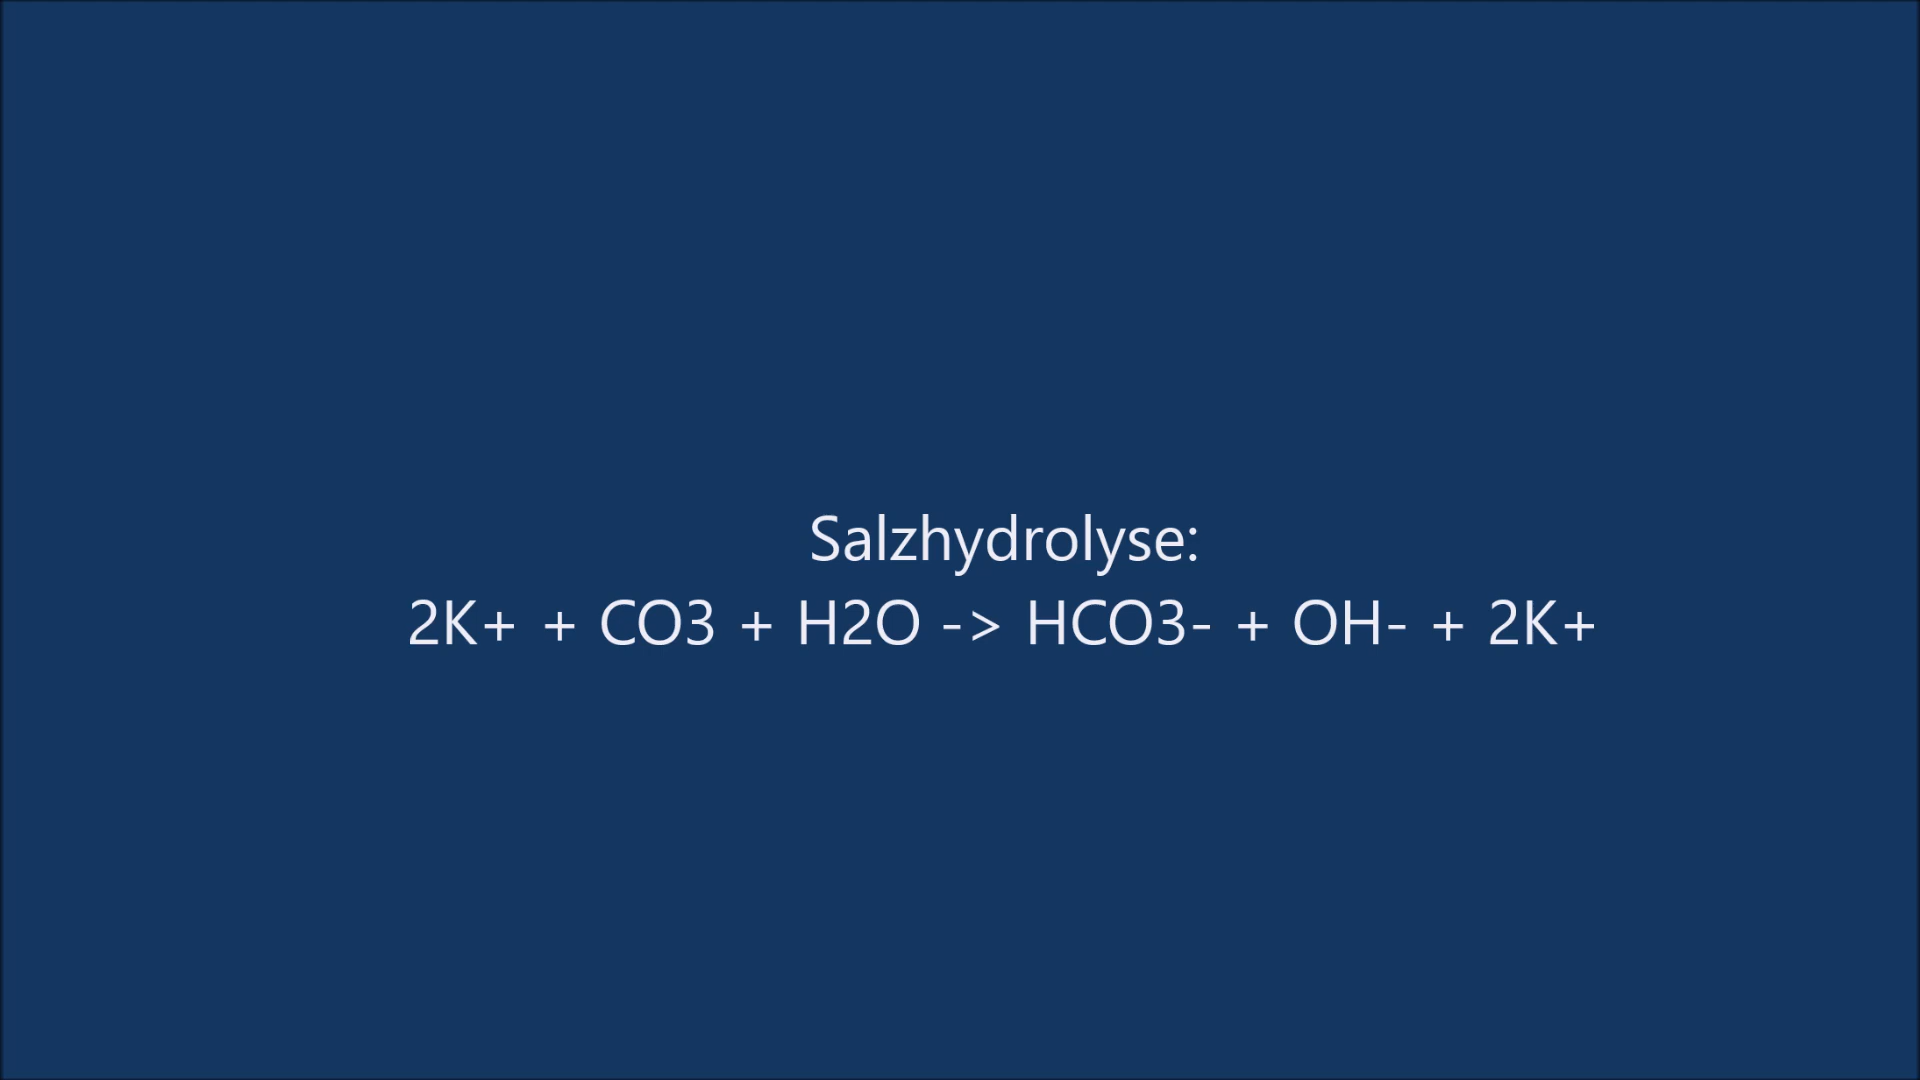 Salzhydrolyse:
2K+ + CO3 + H2O -> HCO3- + OH- + 2K+